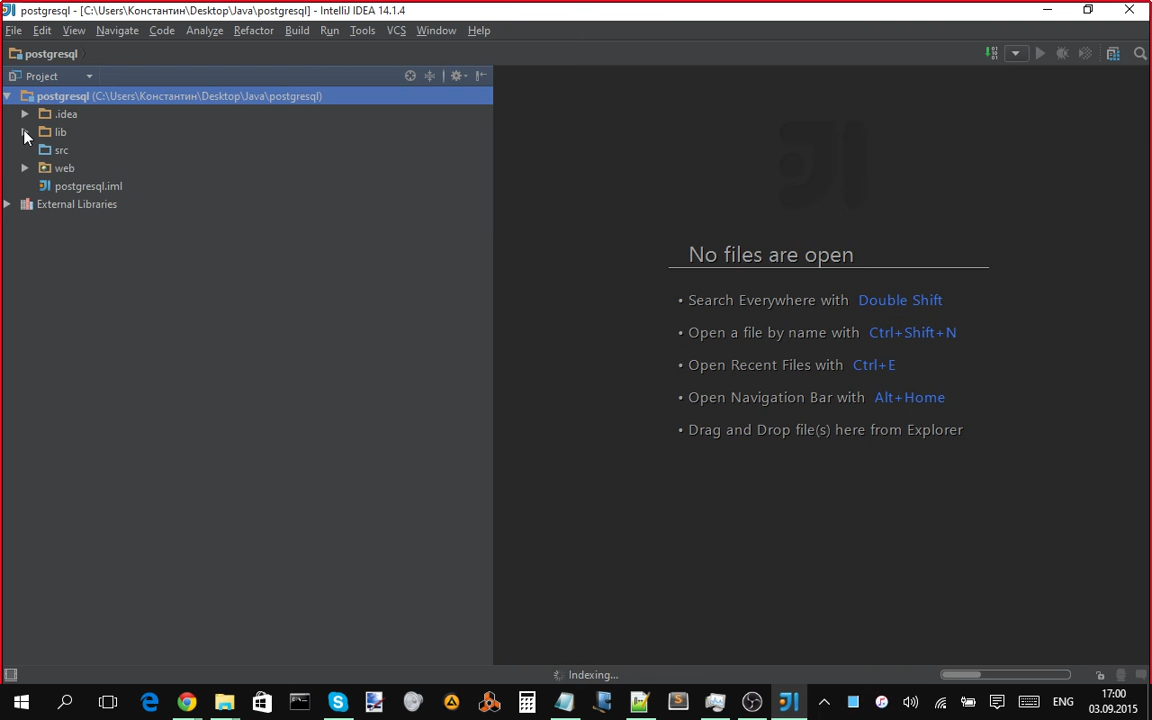 postgresql - [C:\Users\Константин\Desktop\Java\postgresql] - IntelliJ IDEA 14.1.4
File Edit View Navigate Code Analyze Refactor Build Run Tools VCS Window Help
postgresql
Project
postgresql (C:\Users\Константин\Desktop\Java\postgresql)
.idea
lib
src
web
postgresql.iml
External Libraries
No files are open
• Search Everywhere with Double Shift
• Open a file by name with Ctrl+Shift+N
• Open Recent Files with Ctrl+E
• Open Navigation Bar with Alt+Home
• Drag and Drop file(s) here from Explorer
Indexing...
ENG
17:00
03.09.2015